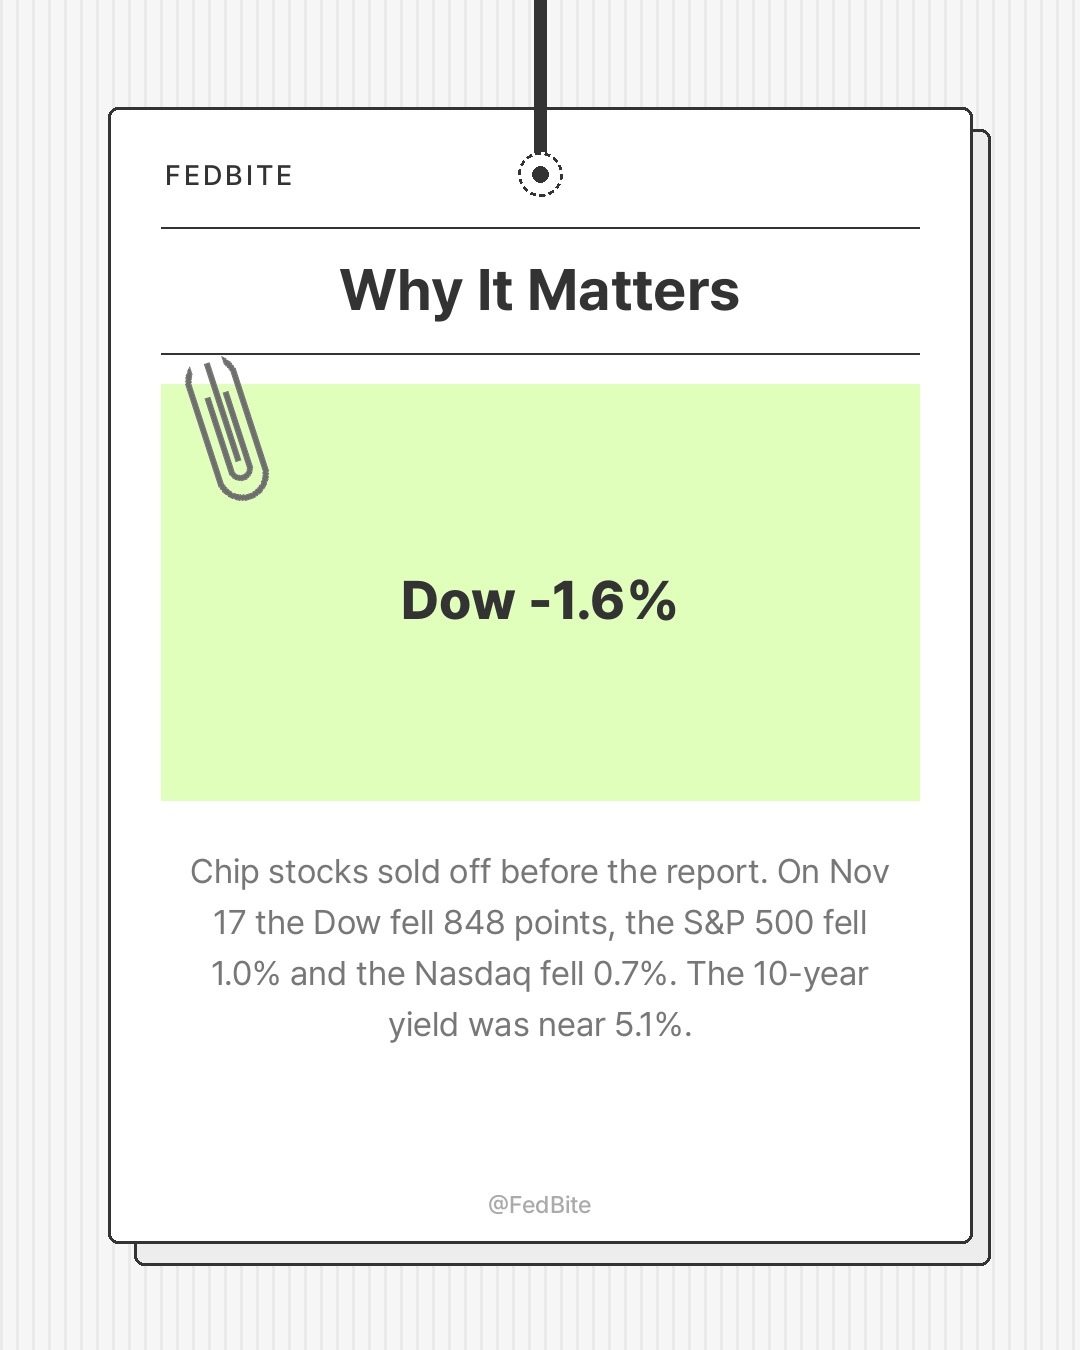 FEDBITE
Why It Matters
Dow -1.6%
Chip stocks sold off before the report. On Nov
17 the Dow fell 848 points, the S&P 500 fell
1.0% and the Nasdaq fell 0.7%. The 10-year
yield was near 5.1%.
@FedBite